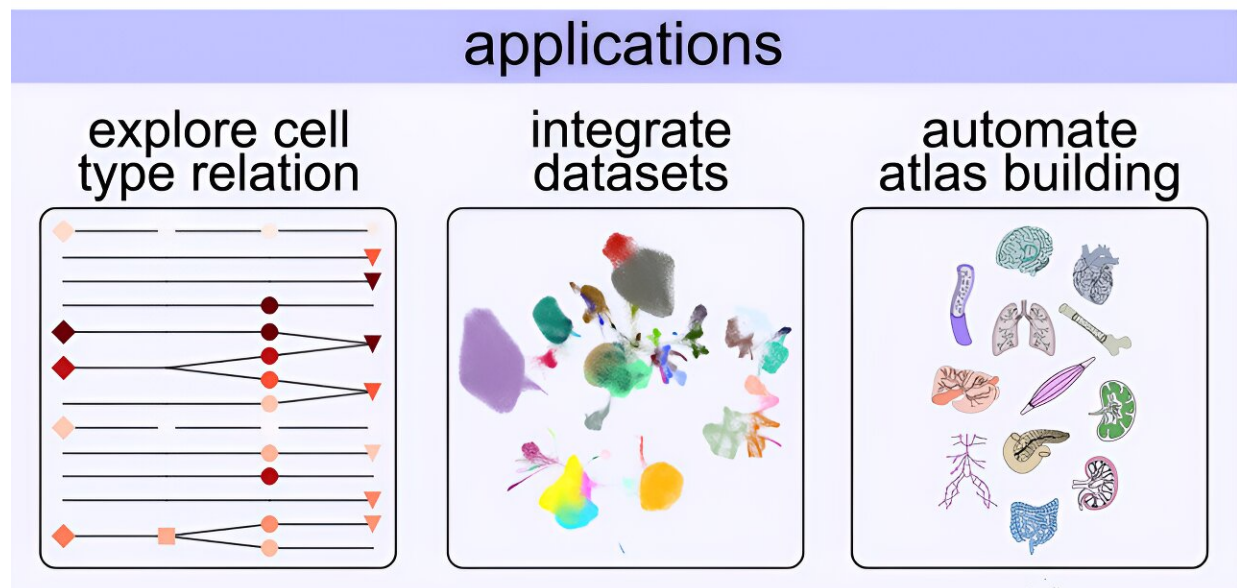 applications
explore cell
type relation
integrate
datasets
automate
atlas building